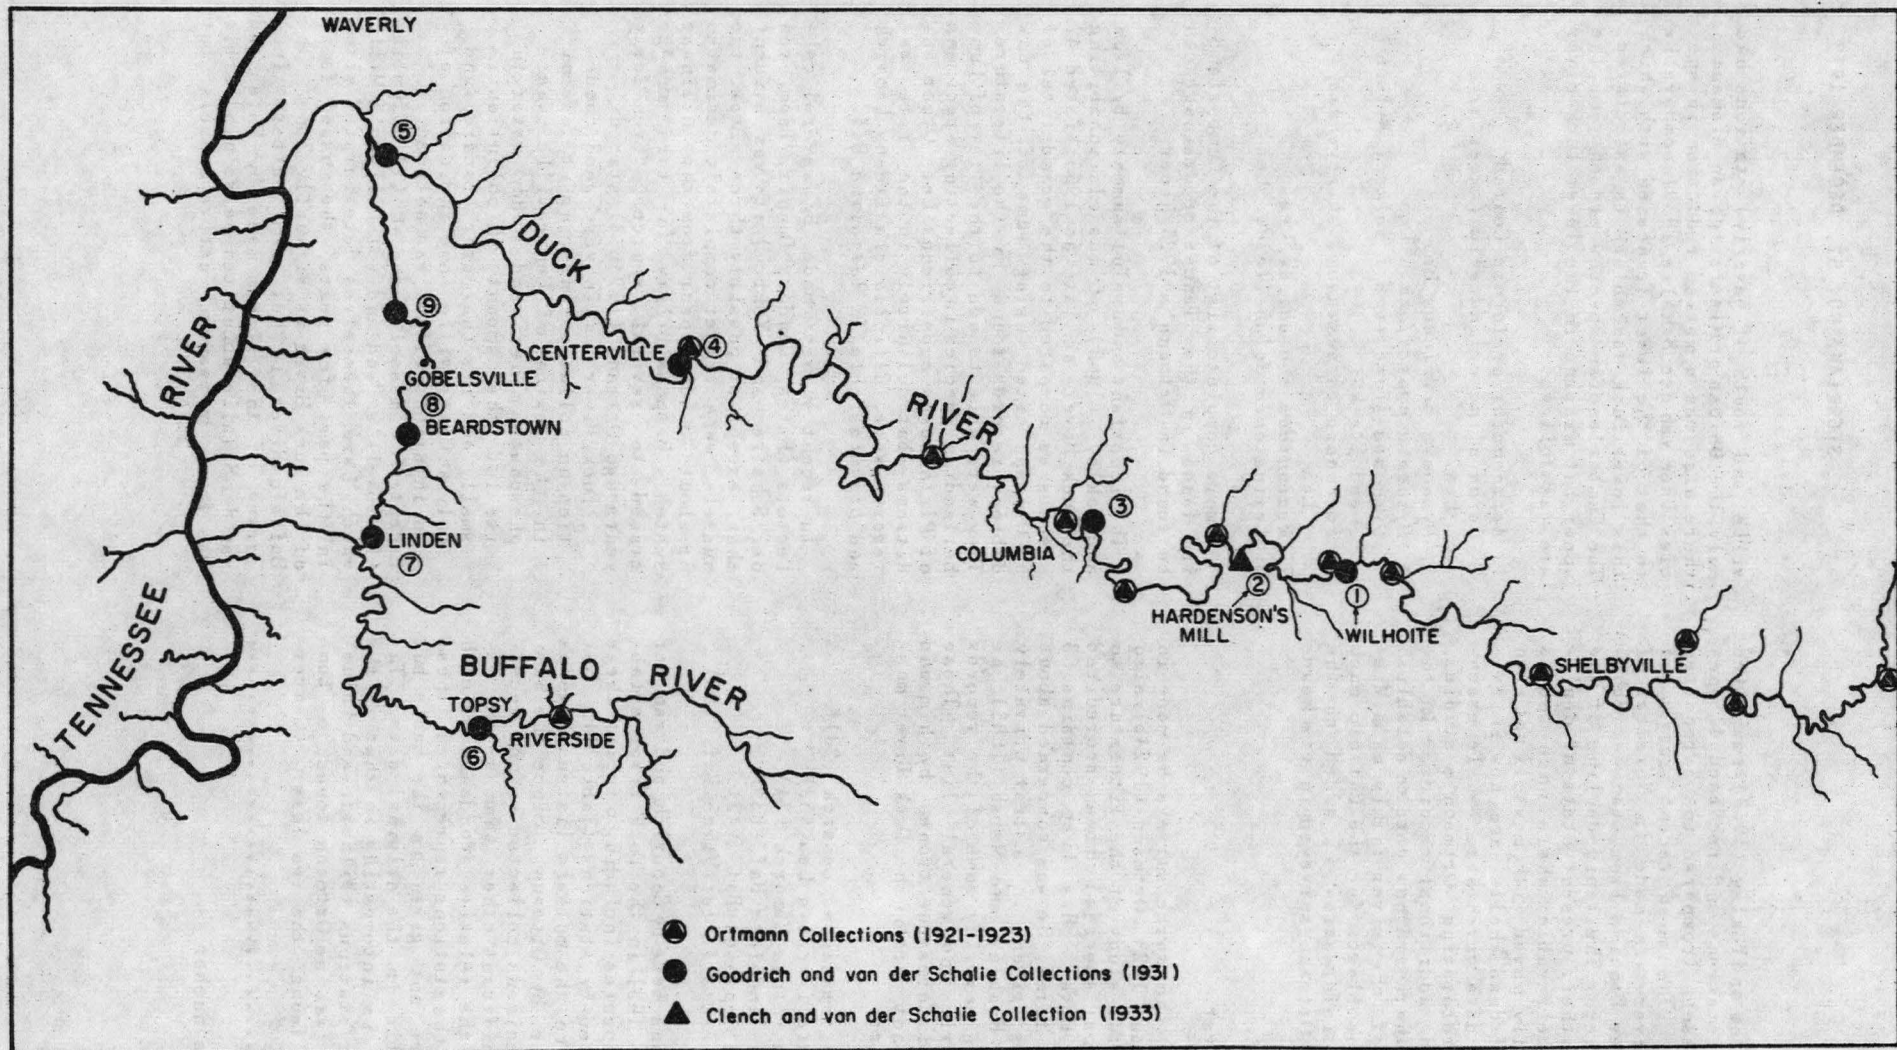 WAVERLY
⑤
DUCK
RIVER
⑨
CENTERVILLE
④
GOBELSVILLE
⑧
BEARDSTOWN
RIVER
LINDEN
⑦
③
COLUMBIA
②
①
HARDENSON'S
MILL
WILHOITE
SHELBYVILLE
TENNESSEE
RIVER
BUFFALO
RIVER
TOPSY
RIVERSIDE
⑥
Ortmann Collections (1921-1923)
Goodrich and van der Schalie Collections (1931)
Clench and van der Schalie Collection (1933)